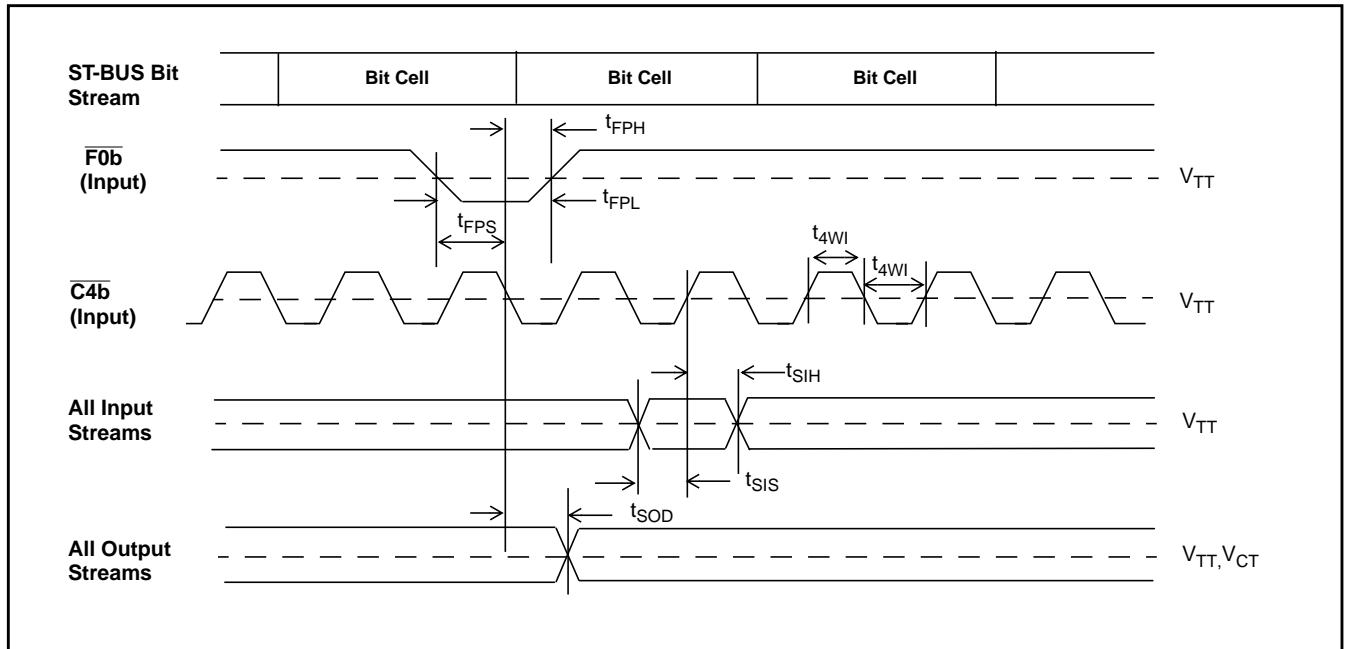 ST-BUS Bit
Stream
Bit Cell
Bit Cell
Bit Cell
F0b
(Input)
tFPH
VTT
tFPL
tFPS
t4WI
t4WI
C4b
(Input)
VTT
tSIH
All Input
Streams
VTT
tSIS
tSOD
All Output
Streams
VTT,VCT